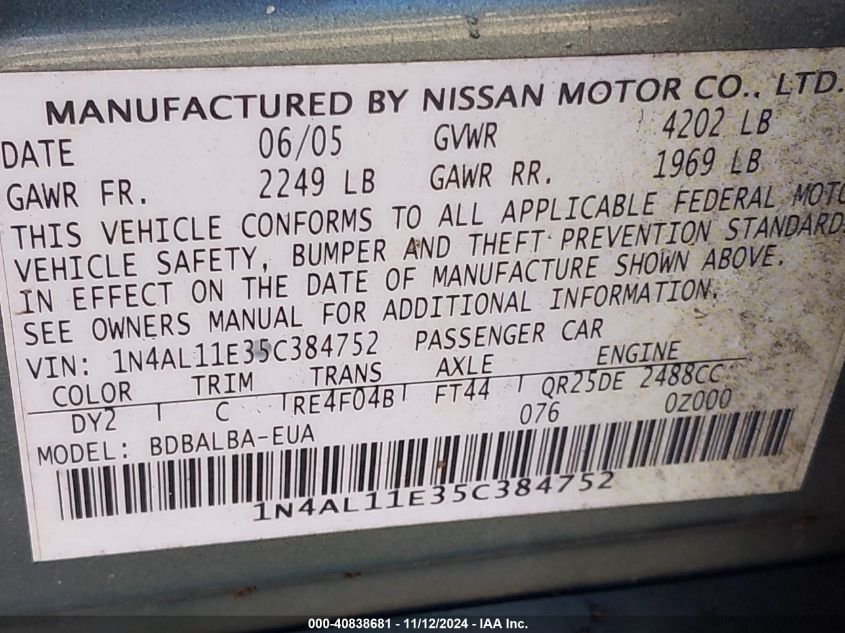 MANUFACTURED BY NISSAN MOTOR CO., LTD.
DATE 06/05 GVWR 4202 LB
GAWR FR. 2249 LB GAWR RR. 1969 LB
THIS VEHICLE CONFORMS TO ALL APPLICABLE FEDERAL MOTO
VEHICLE SAFETY, BUMPER AND THEFT PREVENTION STANDARD
IN EFFECT ON THE DATE OF MANUFACTURE SHOWN ABOVE.
SEE OWNERS MANUAL FOR ADDITIONAL INFORMATION.
VIN: 1N4AL11E35C384752 PASSENGER CAR
COLOR TRIM TRANS AXLE ENGINE
DY2 C RE4F04B FT44 QR25DE 2488CC
MODEL: BDBALBA-EUA 076 0Z000
1N4AL11E35C384752
000-40838681 - 11/12/2024 - IAA Inc.